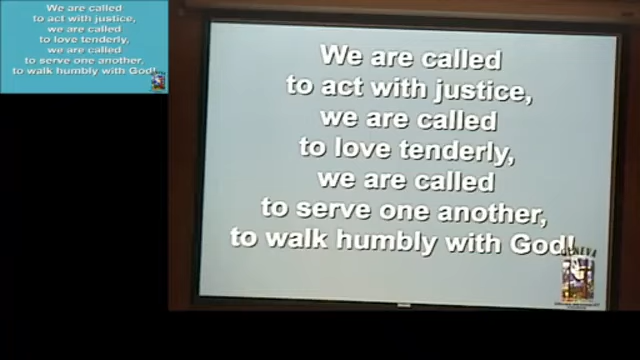 We are called
to act with justice,
we are called
to love tenderly,
we are called
to serve one another,
to walk humbly with God!
We are called
to act with justice,
we are called
to love tenderly,
we are called
to serve one another,
to walk humbly with God!
GENEVA